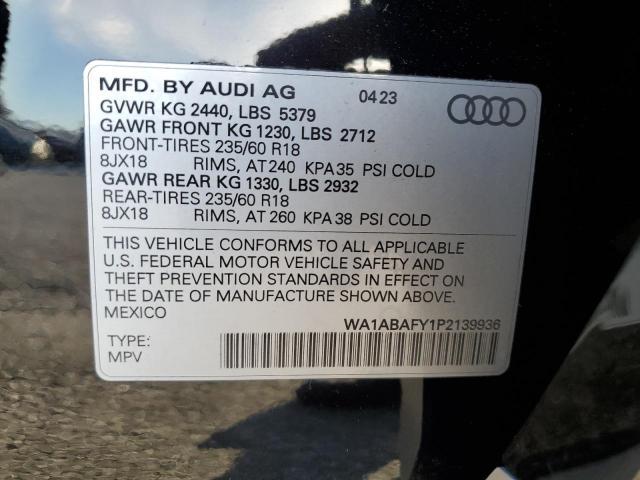 MFD. BY AUDI AG 0423
GVWR KG 2440, LBS 5379
GAWR FRONT KG 1230, LBS 2712
FRONT-TIRES 235/60 R18
8JX18 RIMS, AT 240 KPA 35 PSI COLD
GAWR REAR KG 1330, LBS 2932
REAR-TIRES 235/60 R18
8JX18 RIMS, AT 260 KPA 38 PSI COLD
THIS VEHICLE CONFORMS TO ALL APPLICABLE
U.S. FEDERAL MOTOR VEHICLE SAFETY AND
THEFT PREVENTION STANDARDS IN EFFECT ON
THE DATE OF MANUFACTURE SHOWN ABOVE.
MEXICO WA1ABAFY1P2139936
TYPE:
MPV